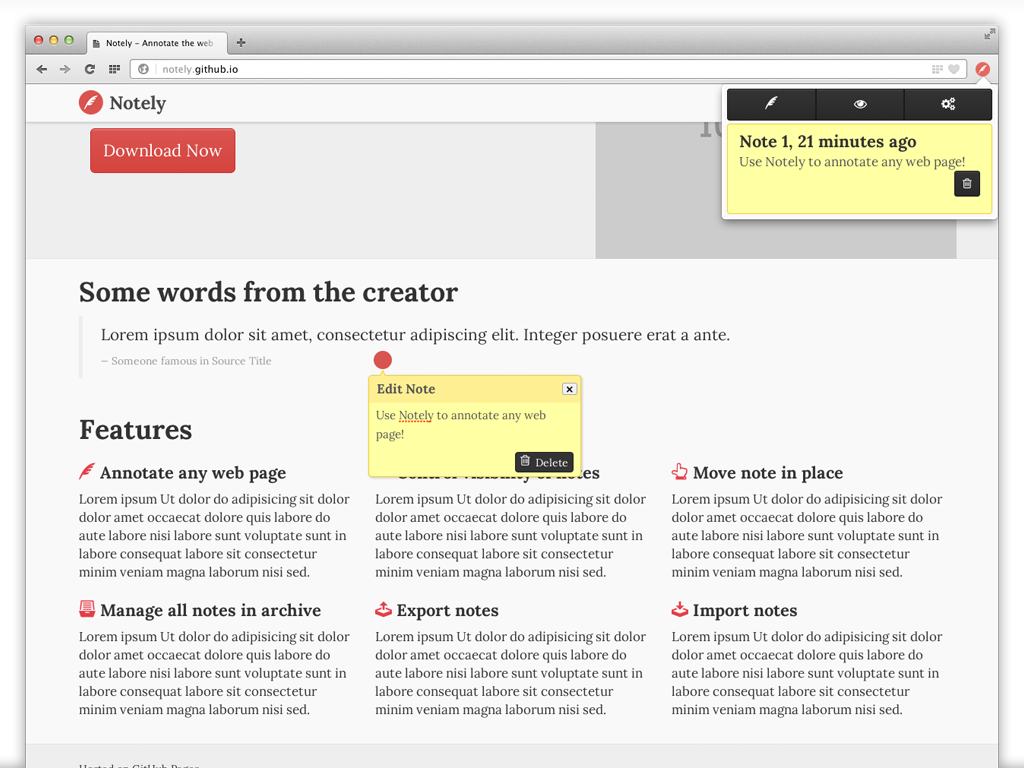 Notely – Annotate the web
notely.github.io
Notely
Download Now
Note 1, 21 minutes ago
Use Notely to annotate any web page!
Some words from the creator
Lorem ipsum dolor sit amet, consectetur adipiscing elit. Integer posuere erat a ante.
— Someone famous in Source Title
Edit Note
Use Notely to annotate any web
page!
Delete
Features
Annotate any web page
Lorem ipsum Ut dolor do adipisicing sit dolor
dolor amet occaecat dolore quis labore do
aute labore nisi labore sunt voluptate sunt in
labore consequat labore sit consectetur
minim veniam magna laborum nisi sed.
Control visibility of notes
Lorem ipsum Ut dolor do adipisicing sit dolor
dolor amet occaecat dolore quis labore do
aute labore nisi labore sunt voluptate sunt in
labore consequat labore sit consectetur
minim veniam magna laborum nisi sed.
Move note in place
Lorem ipsum Ut dolor do adipisicing sit dolor
dolor amet occaecat dolore quis labore do
aute labore nisi labore sunt voluptate sunt in
labore consequat labore sit consectetur
minim veniam magna laborum nisi sed.
Manage all notes in archive
Lorem ipsum Ut dolor do adipisicing sit dolor
dolor amet occaecat dolore quis labore do
aute labore nisi labore sunt voluptate sunt in
labore consequat labore sit consectetur
minim veniam magna laborum nisi sed.
Export notes
Lorem ipsum Ut dolor do adipisicing sit dolor
dolor amet occaecat dolore quis labore do
aute labore nisi labore sunt voluptate sunt in
labore consequat labore sit consectetur
minim veniam magna laborum nisi sed.
Import notes
Lorem ipsum Ut dolor do adipisicing sit dolor
dolor amet occaecat dolore quis labore do
aute labore nisi labore sunt voluptate sunt in
labore consequat labore sit consectetur
minim veniam magna laborum nisi sed.
Hosted on GitHub Pages